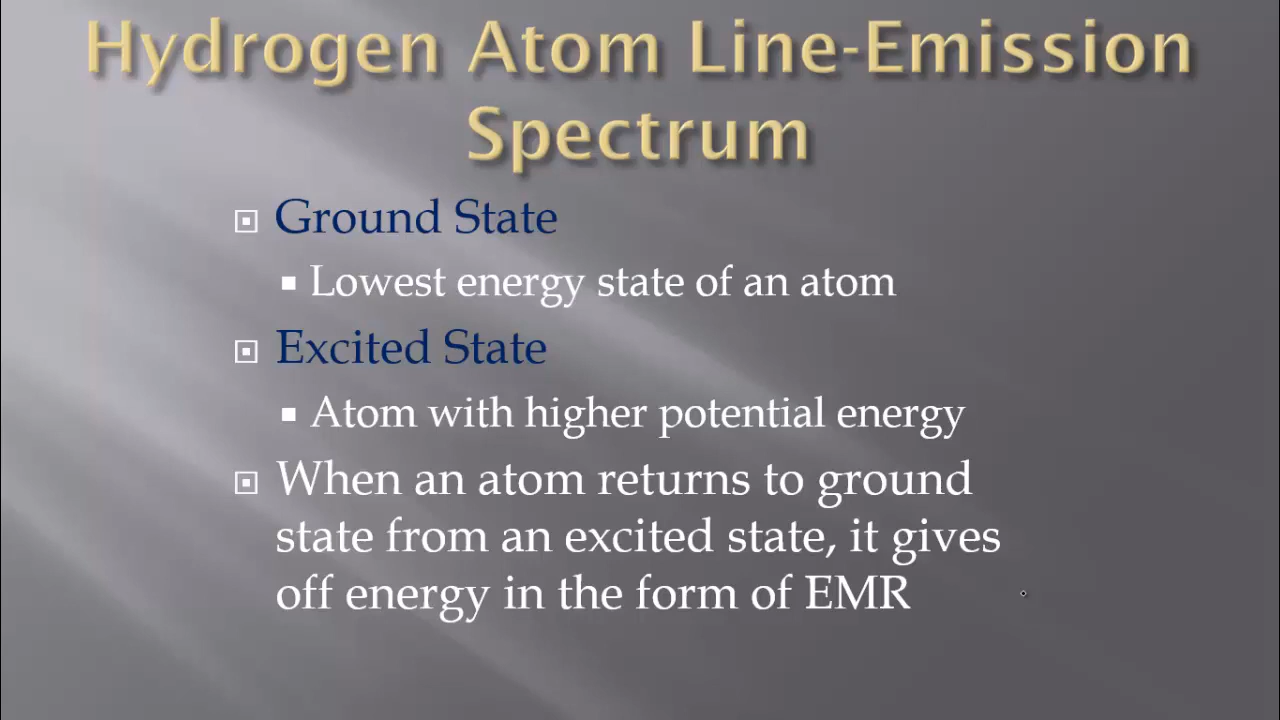 Hydrogen Atom Line-Emission
Spectrum
Ground State
Lowest energy state of an atom
Excited State
Atom with higher potential energy
When an atom returns to ground
state from an excited state, it gives
off energy in the form of EMR